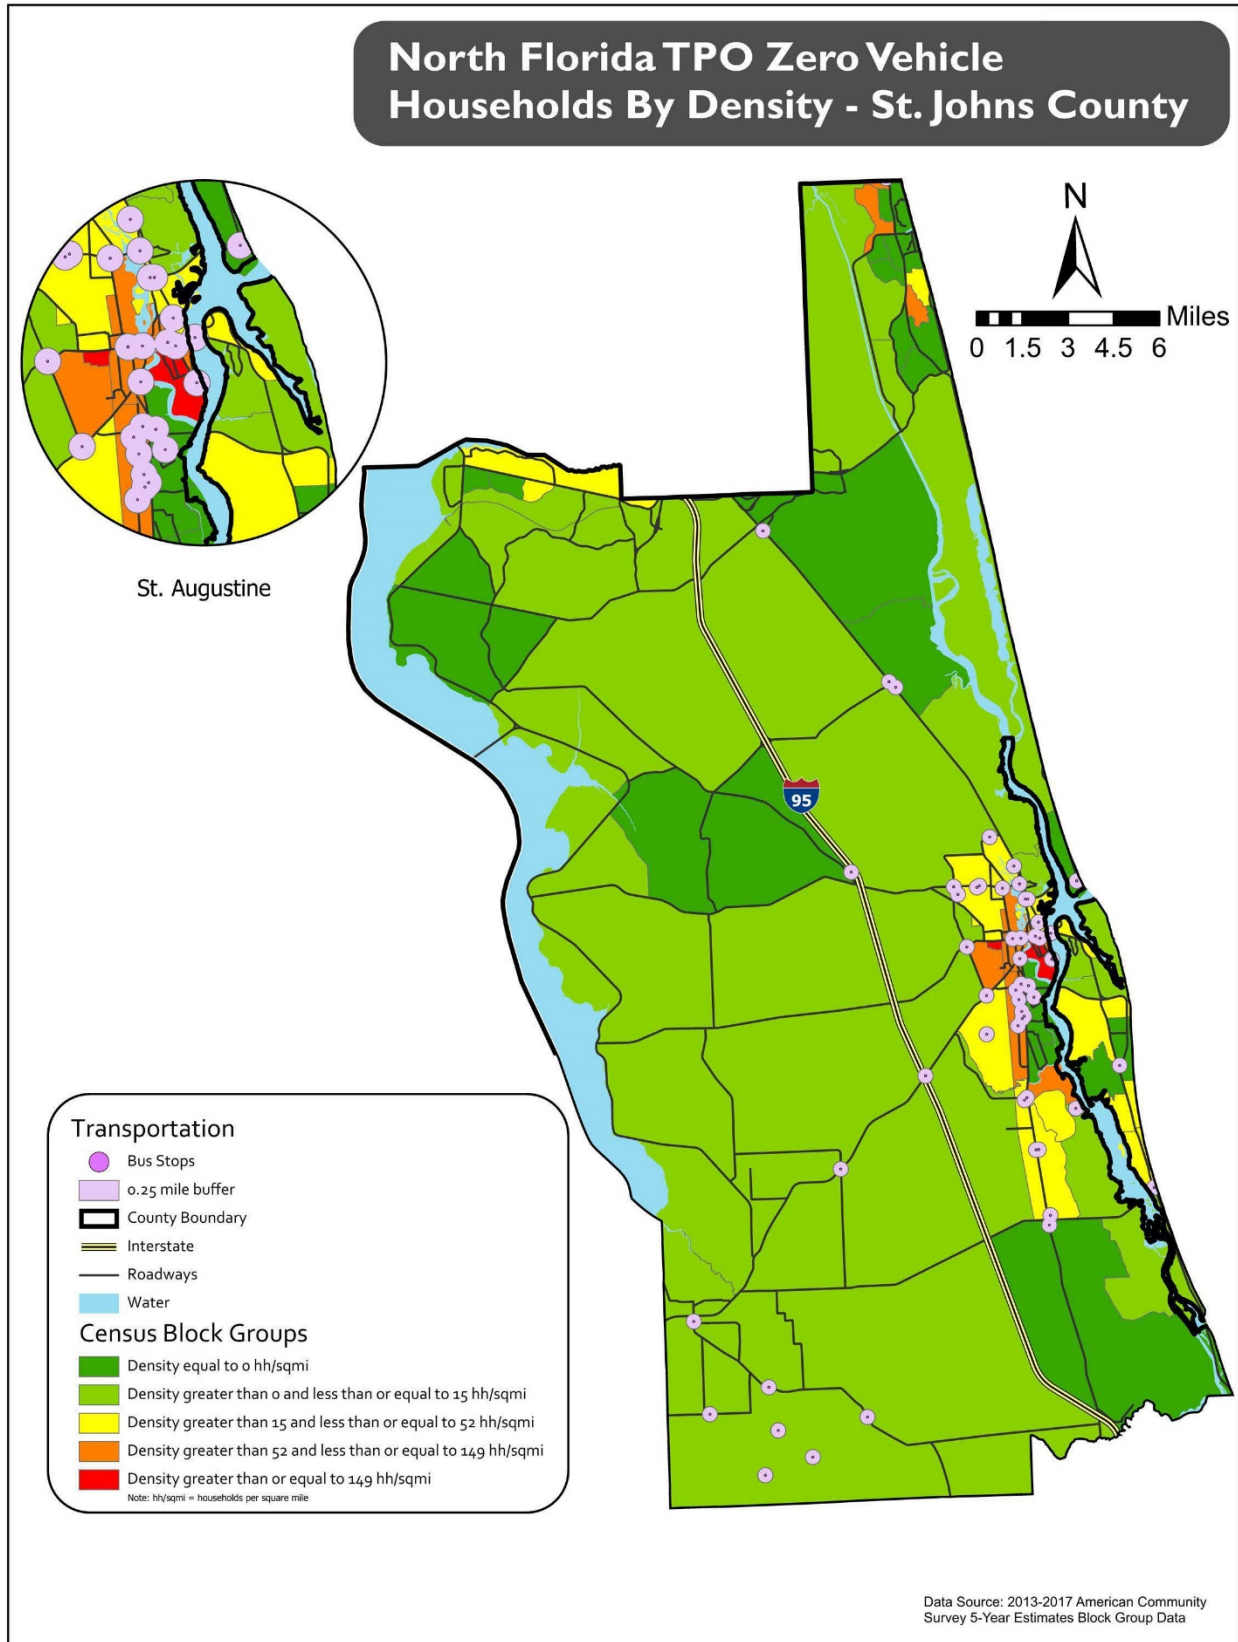 North Florida TPO Zero Vehicle
Households By Density - St. Johns County
N
Miles
0 1.5 3 4.5 6
St. Augustine
95
Transportation
Bus Stops
0.25 mile buffer
County Boundary
Interstate
Roadways
Water
Census Block Groups
Density equal to 0 hh/sqmi
Density greater than 0 and less than or equal to 15 hh/sqmi
Density greater than 15 and less than or equal to 52 hh/sqmi
Density greater than 52 and less than or equal to 149 hh/sqmi
Density greater than or equal to 149 hh/sqmi
Note: hh/sqmi = households per square mile
Data Source: 2013-2017 American Community
Survey 5-Year Estimates Block Group Data